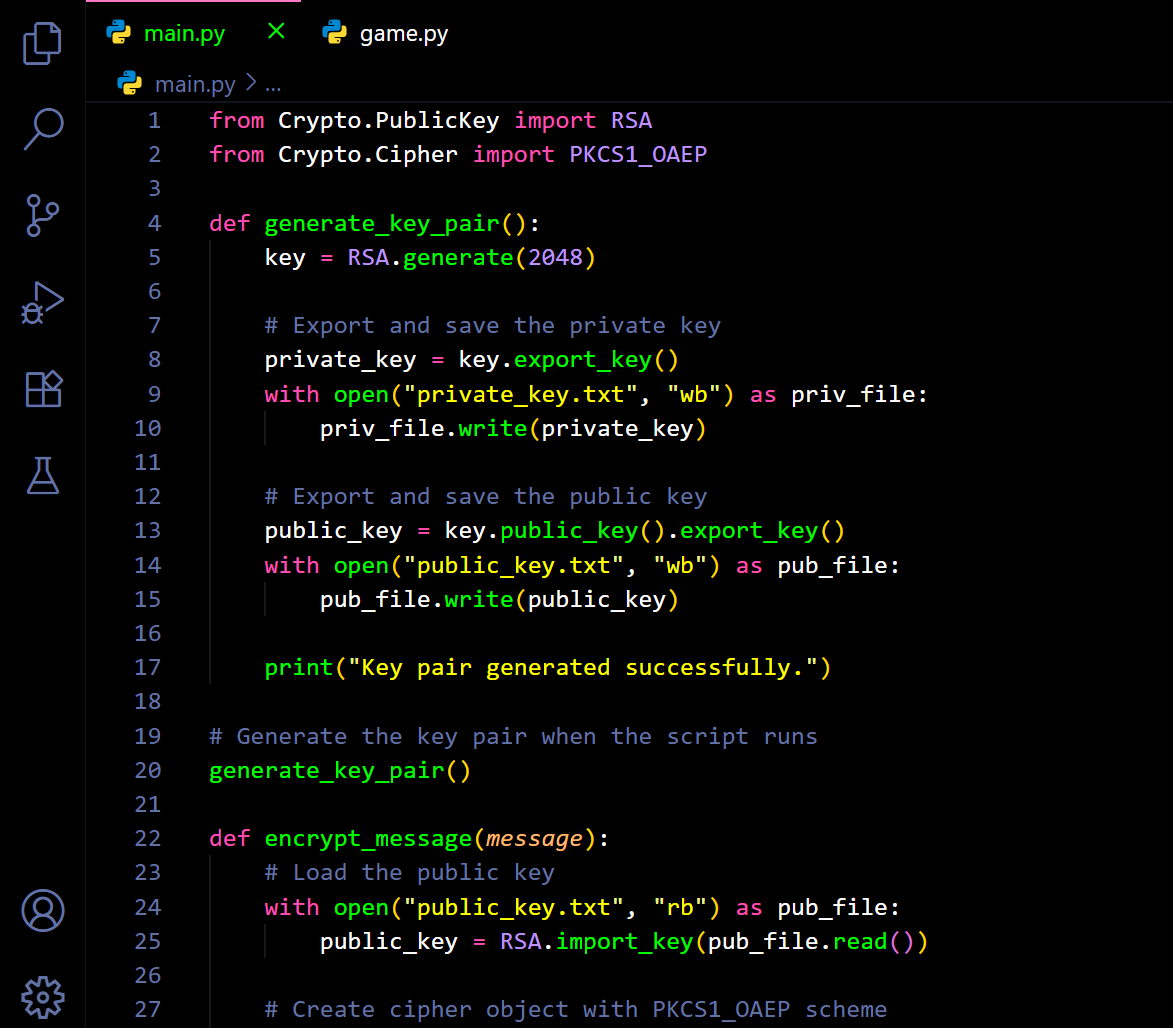 main.py × game.py
main.py > ...
1 from Crypto.PublicKey import RSA
2 from Crypto.Cipher import PKCS1_OAEP
3
4 def generate_key_pair():
5     key = RSA.generate(2048)
6
7     # Export and save the private key
8     private_key = key.export_key()
9     with open("private_key.txt", "wb") as priv_file:
10         priv_file.write(private_key)
11
12     # Export and save the public key
13     public_key = key.public_key().export_key()
14     with open("public_key.txt", "wb") as pub_file:
15         pub_file.write(public_key)
16
17     print("Key pair generated successfully.")
18
19 # Generate the key pair when the script runs
20 generate_key_pair()
21
22 def encrypt_message(message):
23     # Load the public key
24     with open("public_key.txt", "rb") as pub_file:
25         public_key = RSA.import_key(pub_file.read())
26
27     # Create cipher object with PKCS1_OAEP scheme